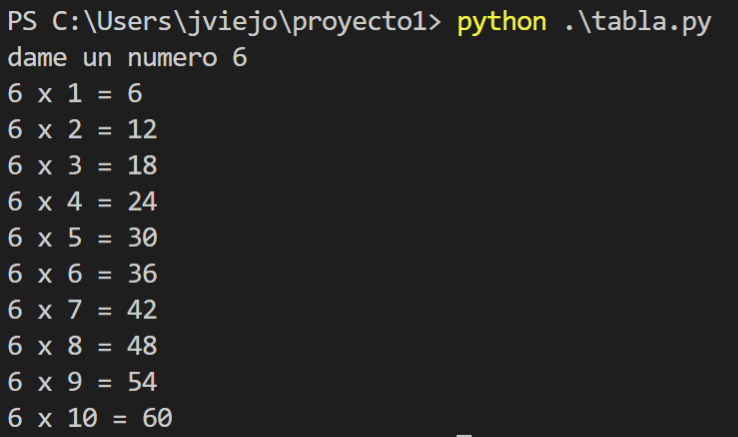 PS C:\Users\jviejo\proyecto1> python .\tabla.py
dame un numero 6
6 x 1 = 6
6 x 2 = 12
6 x 3 = 18
6 x 4 = 24
6 x 5 = 30
6 x 6 = 36
6 x 7 = 42
6 x 8 = 48
6 x 9 = 54
6 x 10 = 60